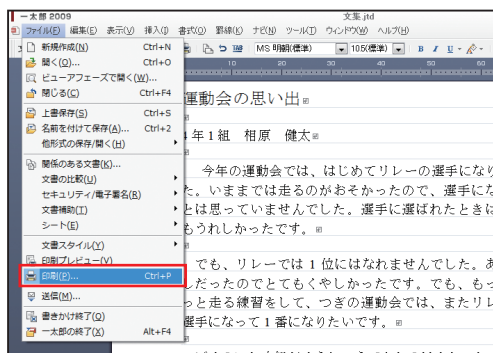 一太郎 2009
文集.jtd
ファイル(F) 編集(E) 表示(V) 挿入(I) 書式(O) 罫線(K) ナビ(N) ツール(T) ウィンドウ(W) ヘルプ(H)
新規作成(N) Ctrl+N
開く(O)... Ctrl+O
ビューアフェーズで開く(W)...
閉じる(C) Ctrl+F4
上書保存(S) Ctrl+S
名前を付けて保存(A)... Ctrl+2
他形式の保存/開く(H)
関係のある文書(K)...
文書の比較(U)
セキュリティ/電子署名(R)
文書補助(T)
シート(E)
文書スタイル(Y)
印刷プレビュー(V)
印刷(P)... Ctrl+P
送信(M)...
書きかけ終了(Q)
一太郎の終了(X) Alt+F4
MS 明朝(標準) 10.5(標準) B I U
10 20 30 40 50 60
運動会の思い出
年1組 相原 健太
今年の運動会では、はじめてリレーの選手になり
た。いままでは走るのがおそかったので、選手にな
とは思っていませんでした。選手に選ばれたときは
もうれしかったです。
でも、リレーでは1位にはなれませんでした。あ
しだったのでとてもくやしかったです。でも、もっ
っと走る練習をして、つぎの運動会では、またリレ
選手になって1番になりたいです。